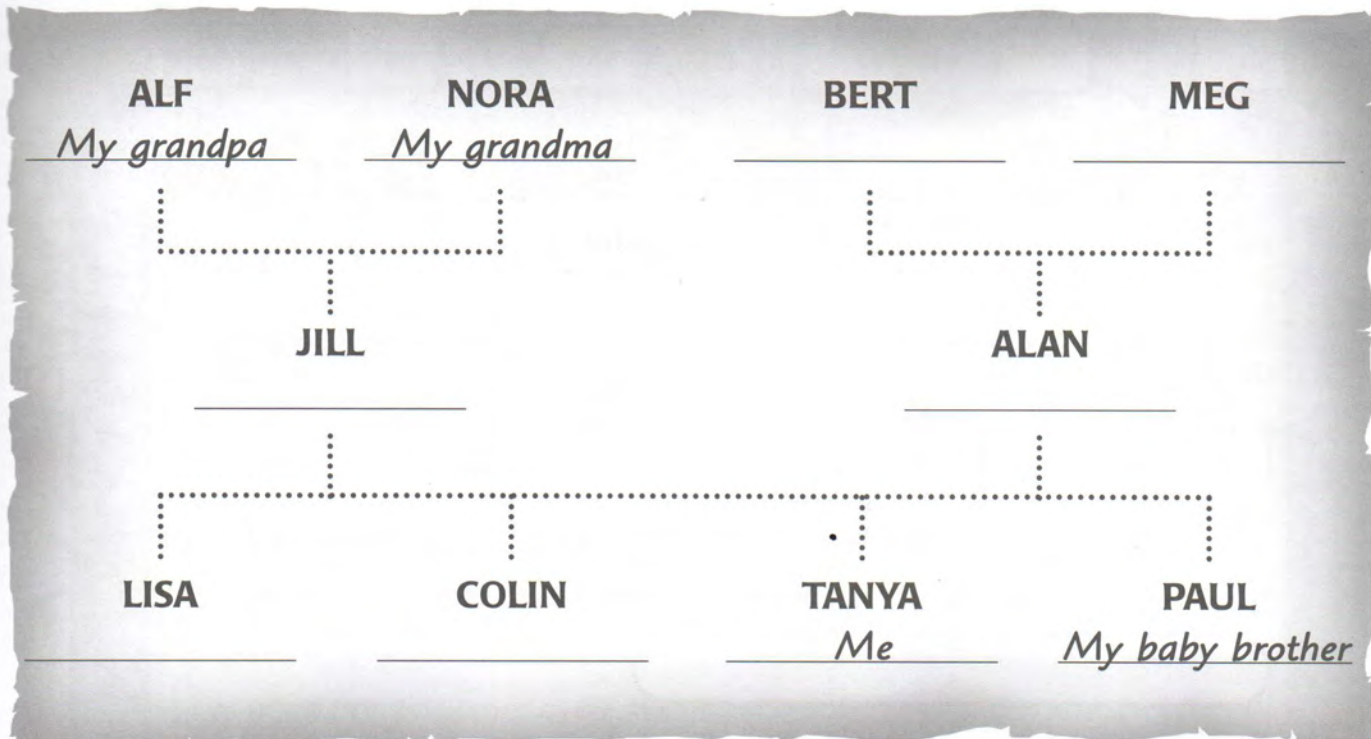 ALF NORA BERT MEG
My grandpa My grandma
JILL ALAN
LISA COLIN TANYA PAUL
Me My baby brother